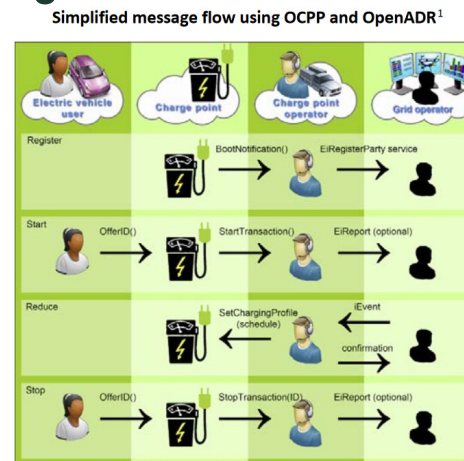 Simplified message flow using OCPP and OpenADR1
Electric vehicle
user
Charge point
Charge point
operator
Grid operator
Register
BootNotification()
EiRegisterParty service
Start
OfferID()
StartTransaction()
EiReport (optional)
Reduce
SetChargingProfile
(schedule)
iEvent
confirmation
Stop
OfferID()
StopTransaction(ID)
EiReport (optional)